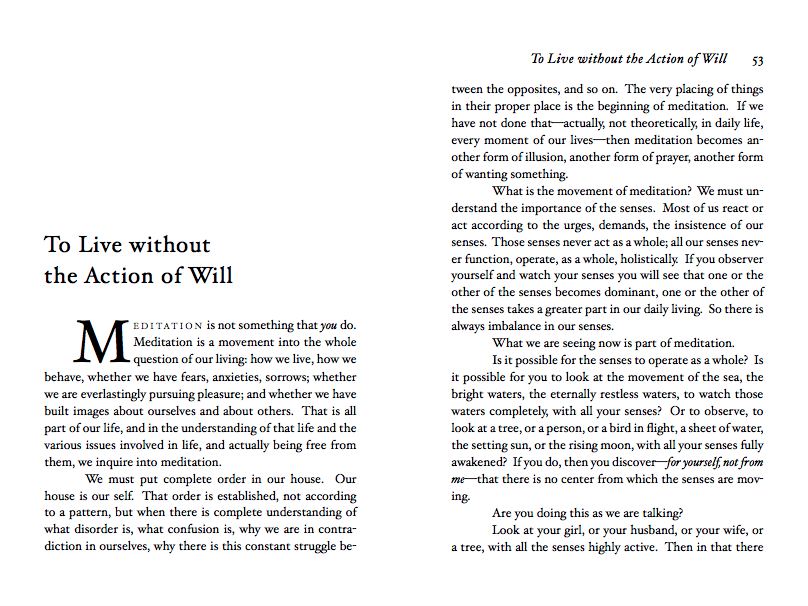 To Live without
the Action of Will
MEDITATION is not something that you do.
Meditation is a movement into the whole
question of our living: how we live, how we
behave, whether we have fears, anxieties, sorrows; whether
we are everlastingly pursuing pleasure; and whether we have
built images about ourselves and about others. That is all
part of our life, and in the understanding of that life and the
various issues involved in life, and actually being free from
them, we inquire into meditation.
We must put complete order in our house. Our
house is our self. That order is established, not according
to a pattern, but when there is complete understanding of
what disorder is, what confusion is, why we are in contra-
diction in ourselves, why there is this constant struggle be-
To Live without the Action of Will 53
tween the opposites, and so on. The very placing of things
in their proper place is the beginning of meditation. If we
have not done that—actually, not theoretically, in daily life,
every moment of our lives—then meditation becomes an-
other form of illusion, another form of prayer, another form
of wanting something.
What is the movement of meditation? We must un-
derstand the importance of the senses. Most of us react or
act according to the urges, demands, the insistence of our
senses. Those senses never act as a whole; all our senses nev-
er function, operate, as a whole, holistically. If you observer
yourself and watch your senses you will see that one or the
other of the senses becomes dominant, one or the other of
the senses takes a greater part in our daily living. So there is
always imbalance in our senses.
What we are seeing now is part of meditation.
Is it possible for the senses to operate as a whole? Is
it possible for you to look at the movement of the sea, the
bright waters, the eternally restless waters, to watch those
waters completely, with all your senses? Or to observe, to
look at a tree, or a person, or a bird in flight, a sheet of water,
the setting sun, or the rising moon, with all your senses fully
awakened? If you do, then you discover—for yourself, not from
me—that there is no center from which the senses are mov-
ing.
Are you doing this as we are talking?
Look at your girl, or your husband, or your wife, or
a tree, with all the senses highly active. Then in that there